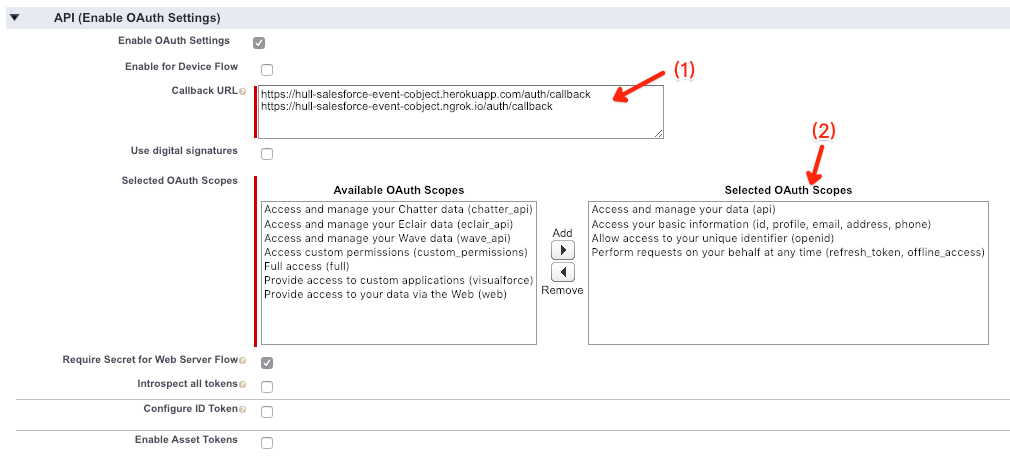 API (Enable OAuth Settings)
Enable OAuth Settings
Enable for Device Flow
(1)
Callback URL
https://hull-salesforce-event-cobject.herokuapp.com/auth/callback
https://hull-salesforce-event-cobject.ngrok.io/auth/callback
Use digital signatures
(2)
Selected OAuth Scopes
Available OAuth Scopes
Access and manage your Chatter data (chatter_api)
Access and manage your Eclair data (eclair_api)
Access and manage your Wave data (wave_api)
Access custom permissions (custom_permissions)
Full access (full)
Provide access to custom applications (visualforce)
Provide access to your data via the Web (web)
Add
Remove
Selected OAuth Scopes
Access and manage your data (api)
Access your basic information (id, profile, email, address, phone)
Allow access to your unique identifier (openid)
Perform requests on your behalf at any time (refresh_token, offline_access)
Require Secret for Web Server Flow
Introspect all tokens
Configure ID Token
Enable Asset Tokens